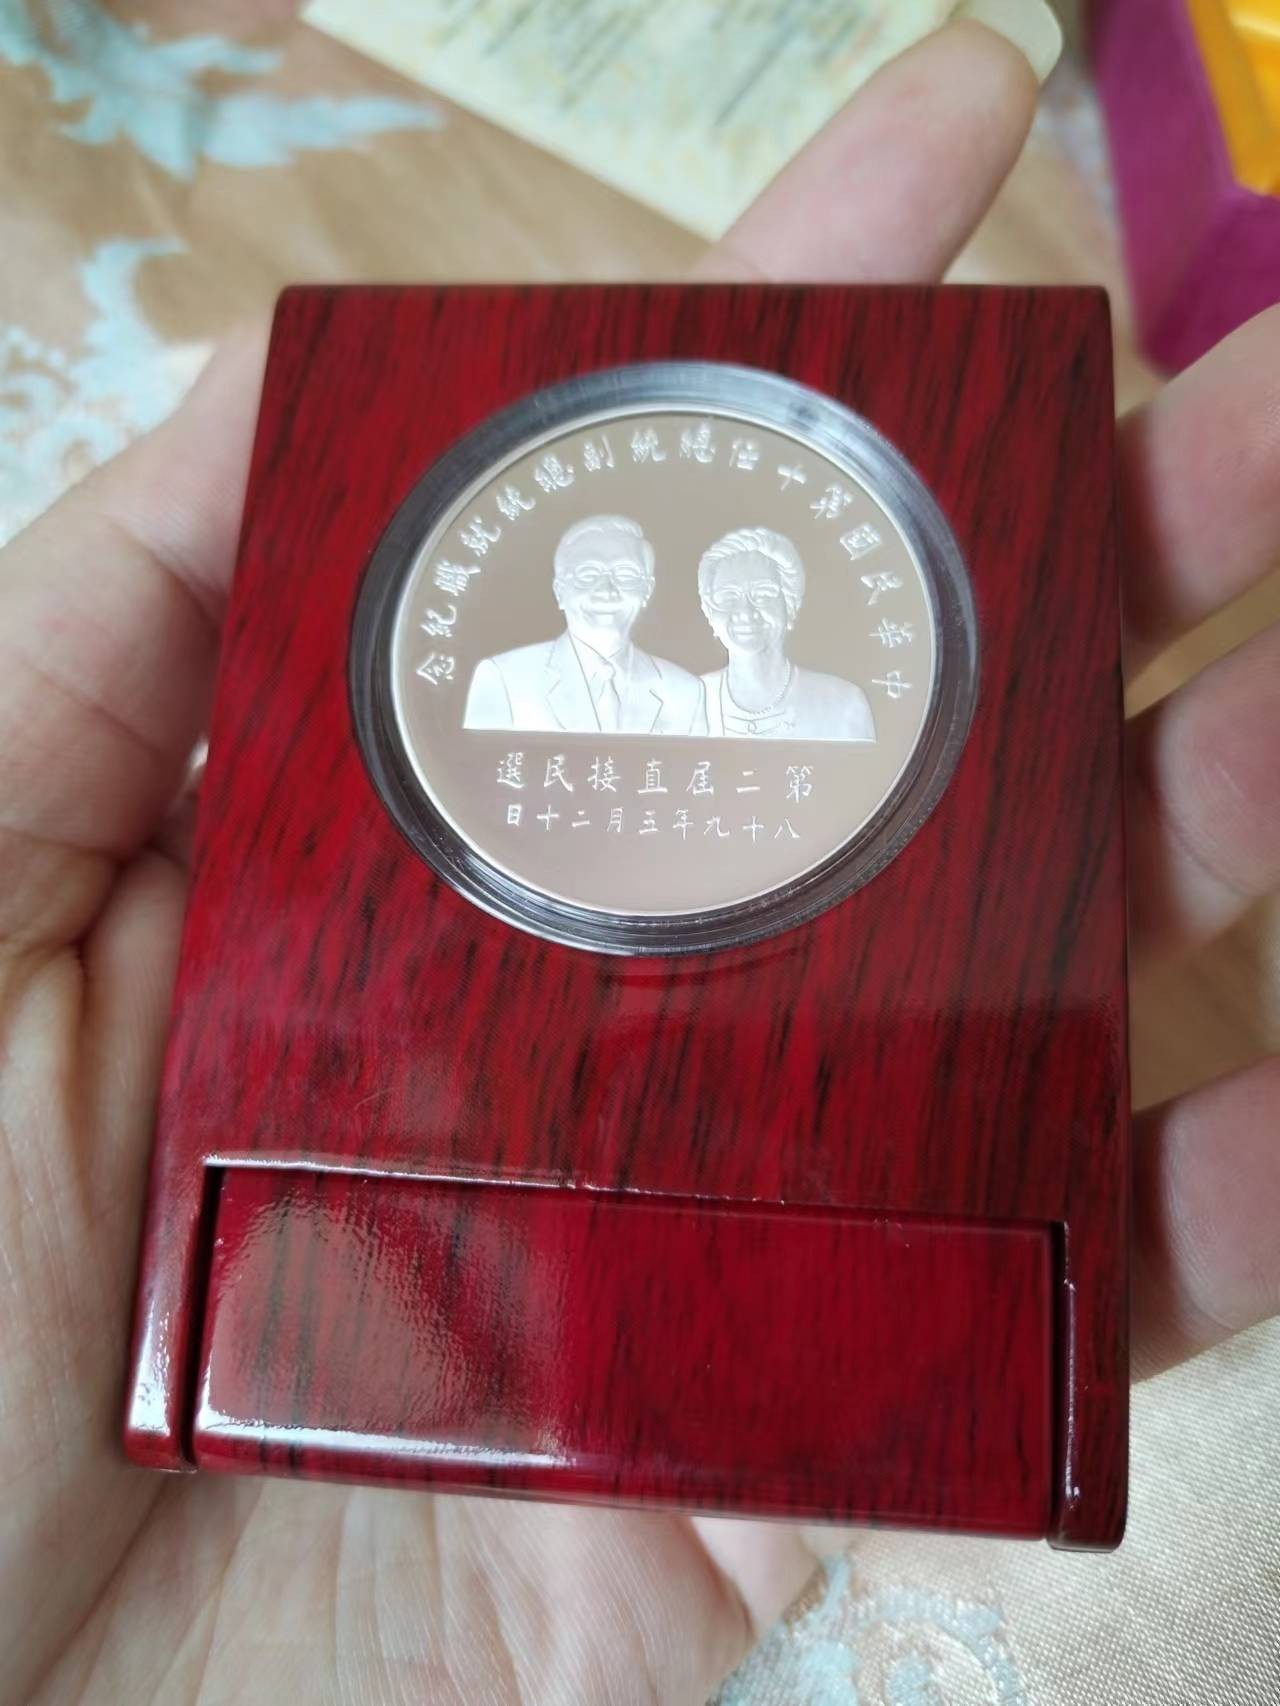 中華民國第十任總統副總統就職紀念
第二屆直接民選
八十九年五月二十日